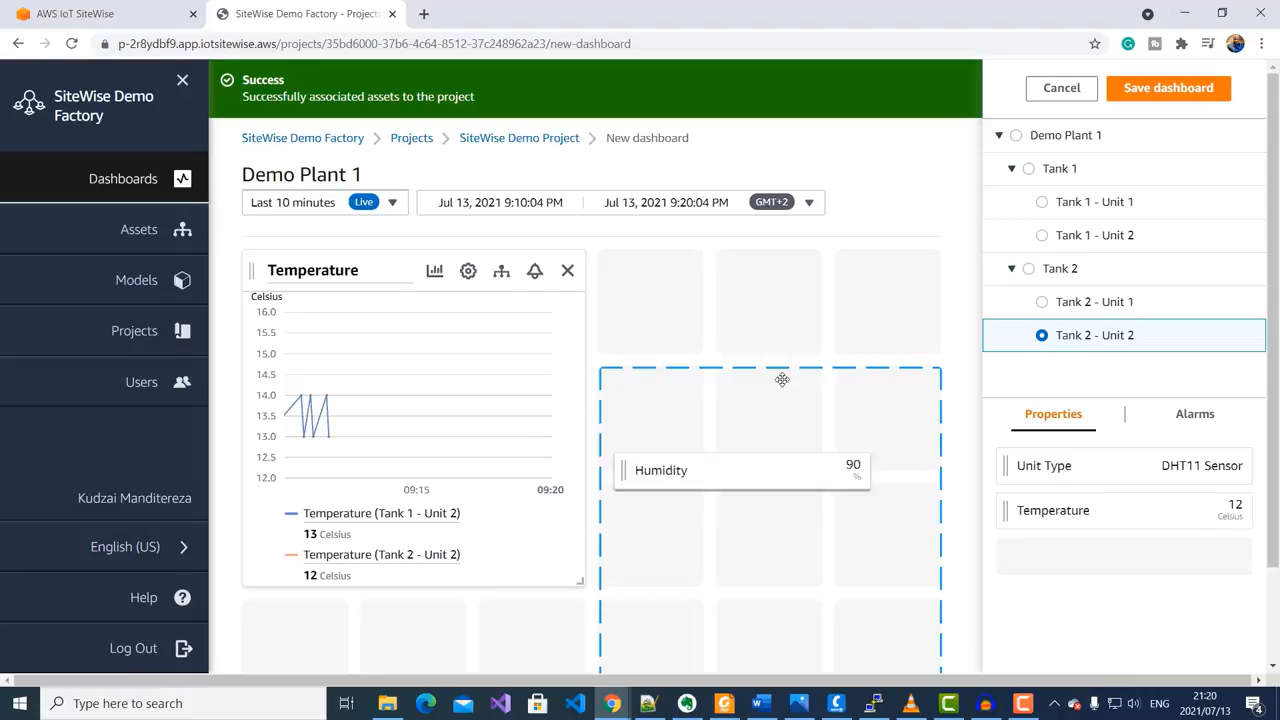 AWS IoT SiteWise
SiteWise Demo Factory - Projects
p-2r8ydbf9.app.iotsitewise.aws/projects/35bd6000-37b6-4c64-8512-37c248862a23/new-dashboard
SiteWise Demo
Factory
Dashboards
Assets
Models
Projects
Users
Kudzai Manditereza
English (US)
Help
Log Out
Success
Successfully associated assets to the project
SiteWise Demo Factory
Projects
SiteWise Demo Project
New dashboard
Demo Plant 1
Last 10 minutes Live
Jul 13, 2021 9:10:04 PM Jul 13, 2021 9:20:04 PM GMT+2
Temperature
Celsius
16.0
15.5
15.0
14.5
14.0
13.5
13.0
12.5
12.0
09:15 09:20
Temperature (Tank 1 - Unit 2)
13 Celsius
Temperature (Tank 2 - Unit 2)
12 Celsius
Humidity 90
%
Cancel Save dashboard
Demo Plant 1
Tank 1
Tank 1 - Unit 1
Tank 1 - Unit 2
Tank 2
Tank 2 - Unit 1
Tank 2 - Unit 2
Properties Alarms
Unit Type DHT11 Sensor
Temperature 12
Celsius
Type here to search
ENG
21:20
2021/07/13
4